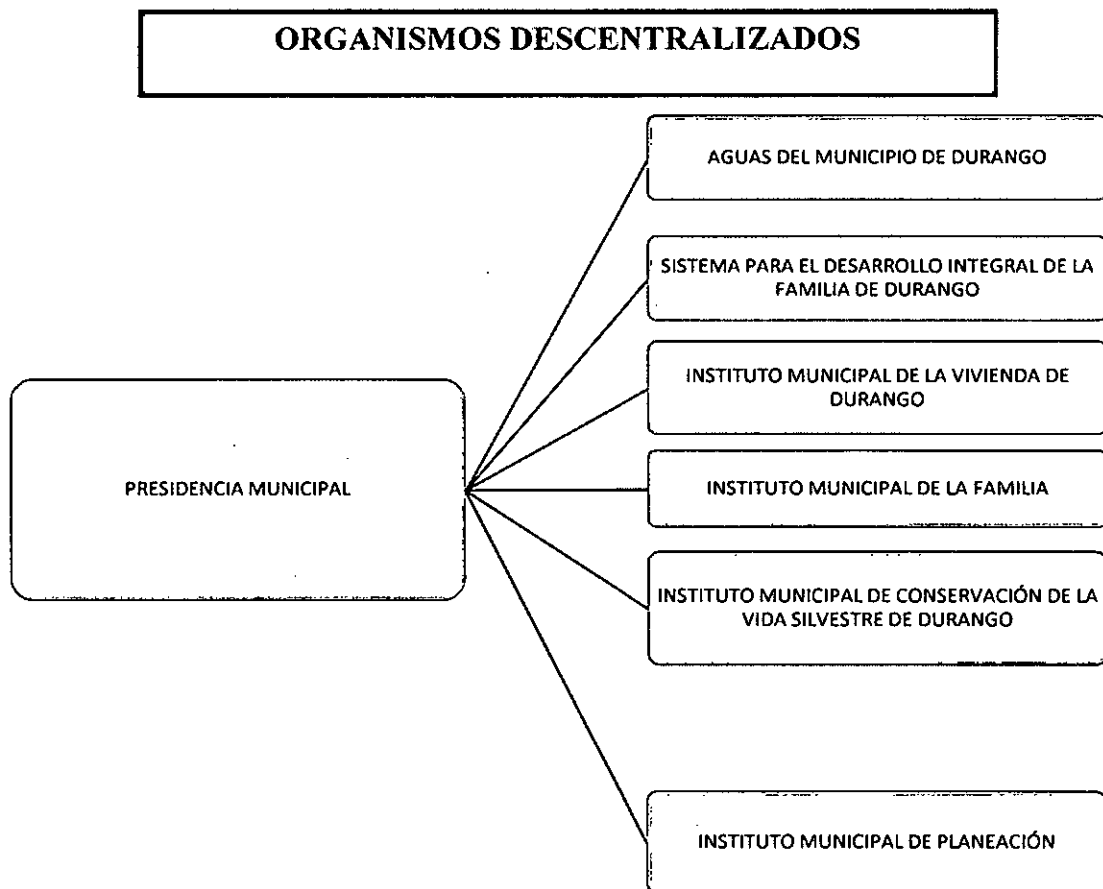 ORGANISMOS DESCENTRALIZADOS
AGUAS DEL MUNICIPIO DE DURANGO
SISTEMA PARA EL DESARROLLO INTEGRAL DE LA
FAMILIA DE DURANGO
INSTITUTO MUNICIPAL DE LA VIVIENDA DE
DURANGO
PRESIDENCIA MUNICIPAL
INSTITUTO MUNICIPAL DE LA FAMILIA
INSTITUTO MUNICIPAL DE CONSERVACIÓN DE LA
VIDA SILVESTRE DE DURANGO
INSTITUTO MUNICIPAL DE PLANEACIÓN